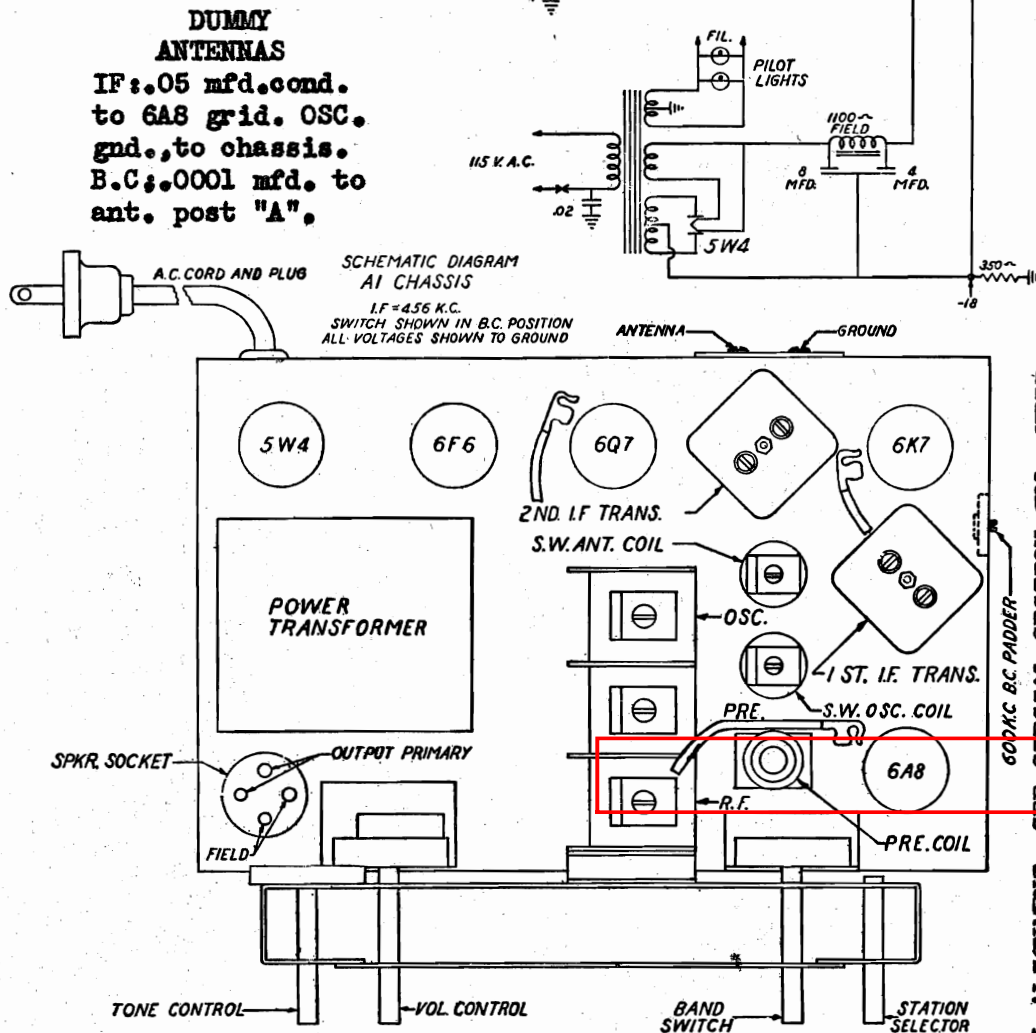 DUMMY
ANTENNAS
IF:.05 mfd.cond.
to 6A8 grid. OSC.
gnd.,to chassis.
B.C:.0001 mfd. to
ant. post "A".
FIL.
PILOT
LIGHTS
115 V. A.C.
.02
1100~
FIELD
8
MFD.
4
MFD.
5W4
350~
-18
A.C. CORD AND PLUG
SCHEMATIC DIAGRAM
A1 CHASSIS
I.F = 456 K.C.
SWITCH SHOWN IN B.C. POSITION
ALL VOLTAGES SHOWN TO GROUND
ANTENNA
GROUND
5W4
6F6
6Q7
6K7
2ND. I.F TRANS.
S.W. ANT. COIL
POWER
TRANSFORMER
OSC.
1 ST. I.F. TRANS.
PRE.
S.W. OSC. COIL
600 K.C B.C. PADDER
SPKR. SOCKET
OUTPOT PRIMARY
6A8
R.F.
PRE. COIL
FIELD
TONE CONTROL
VOL. CONTROL
BAND
SWITCH
STATION
SELECTOR